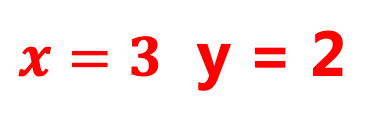 x = 3 y = 2